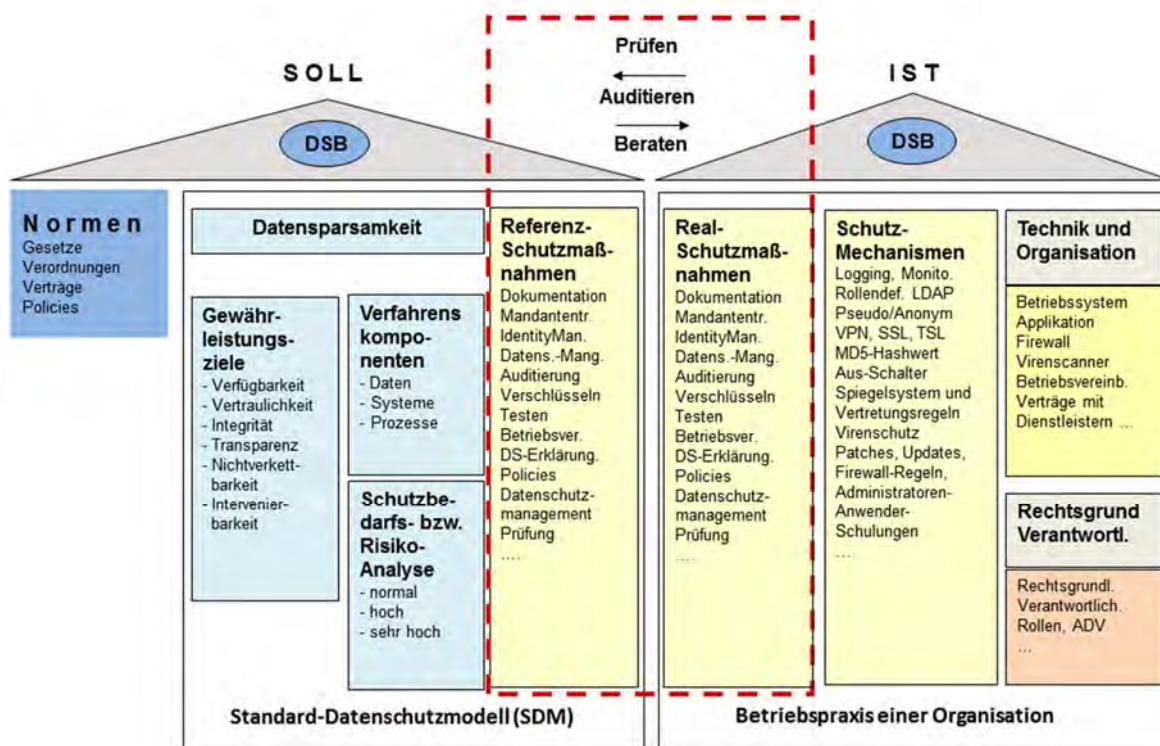 Prüfen
Auditieren
Beraten
S O L L
I S T
DSB
DSB
N o r m e n
Gesetze
Verordnungen
Verträge
Policies
Datensparsamkeit
Gewähr-
leistungs-
ziele
- Verfügbarkeit
- Vertraulichkeit
- Integrität
- Transparenz
- Nichtverkett-
barkeit
- Intervenier-
barkeit
Verfahrens
kompo-
nenten
- Daten
- Systeme
- Prozesse
Schutzbe-
darfs- bzw.
Risiko-
Analyse
- normal
- hoch
- sehr hoch
Referenz-
Schutzmaß-
nahmen
Dokumentation
Mandantentr.
IdentityMan.
Datens.-Mang.
Auditierung
Verschlüsseln
Testen
Betriebsver.
DS-Erklärung.
Policies
Datenschutz-
management
Prüfung
....
Real-
Schutzmaß-
nahmen
Dokumentation
Mandantentr.
IdentityMan.
Datens.-Mang.
Auditierung
Verschlüsseln
Testen
Betriebsver.
DS-Erklärung.
Policies
Datenschutz-
management
Prüfung
....
Schutz-
Mechanismen
Logging, Monito.
Rollendef. LDAP
Pseudo/Anonym
VPN, SSL, TSL
MD5-Hashwert
Aus-Schalter
Spiegelsystem und
Vertretungsregeln
Virenschutz
Patches, Updates,
Firewall-Regeln,
Administratoren-
Anwender-
Schulungen
...
Technik und
Organisation
Betriebssystem
Applikation
Firewall
Virenscanner
Betriebsvereinb.
Verträge mit
Dienstleistern ...
Rechtsgrund
Verantwortl.
Rechtsgrundl.
Verantwortlich.
Rollen, ADV
...
Standard-Datenschutzmodell (SDM)
Betriebspraxis einer Organisation